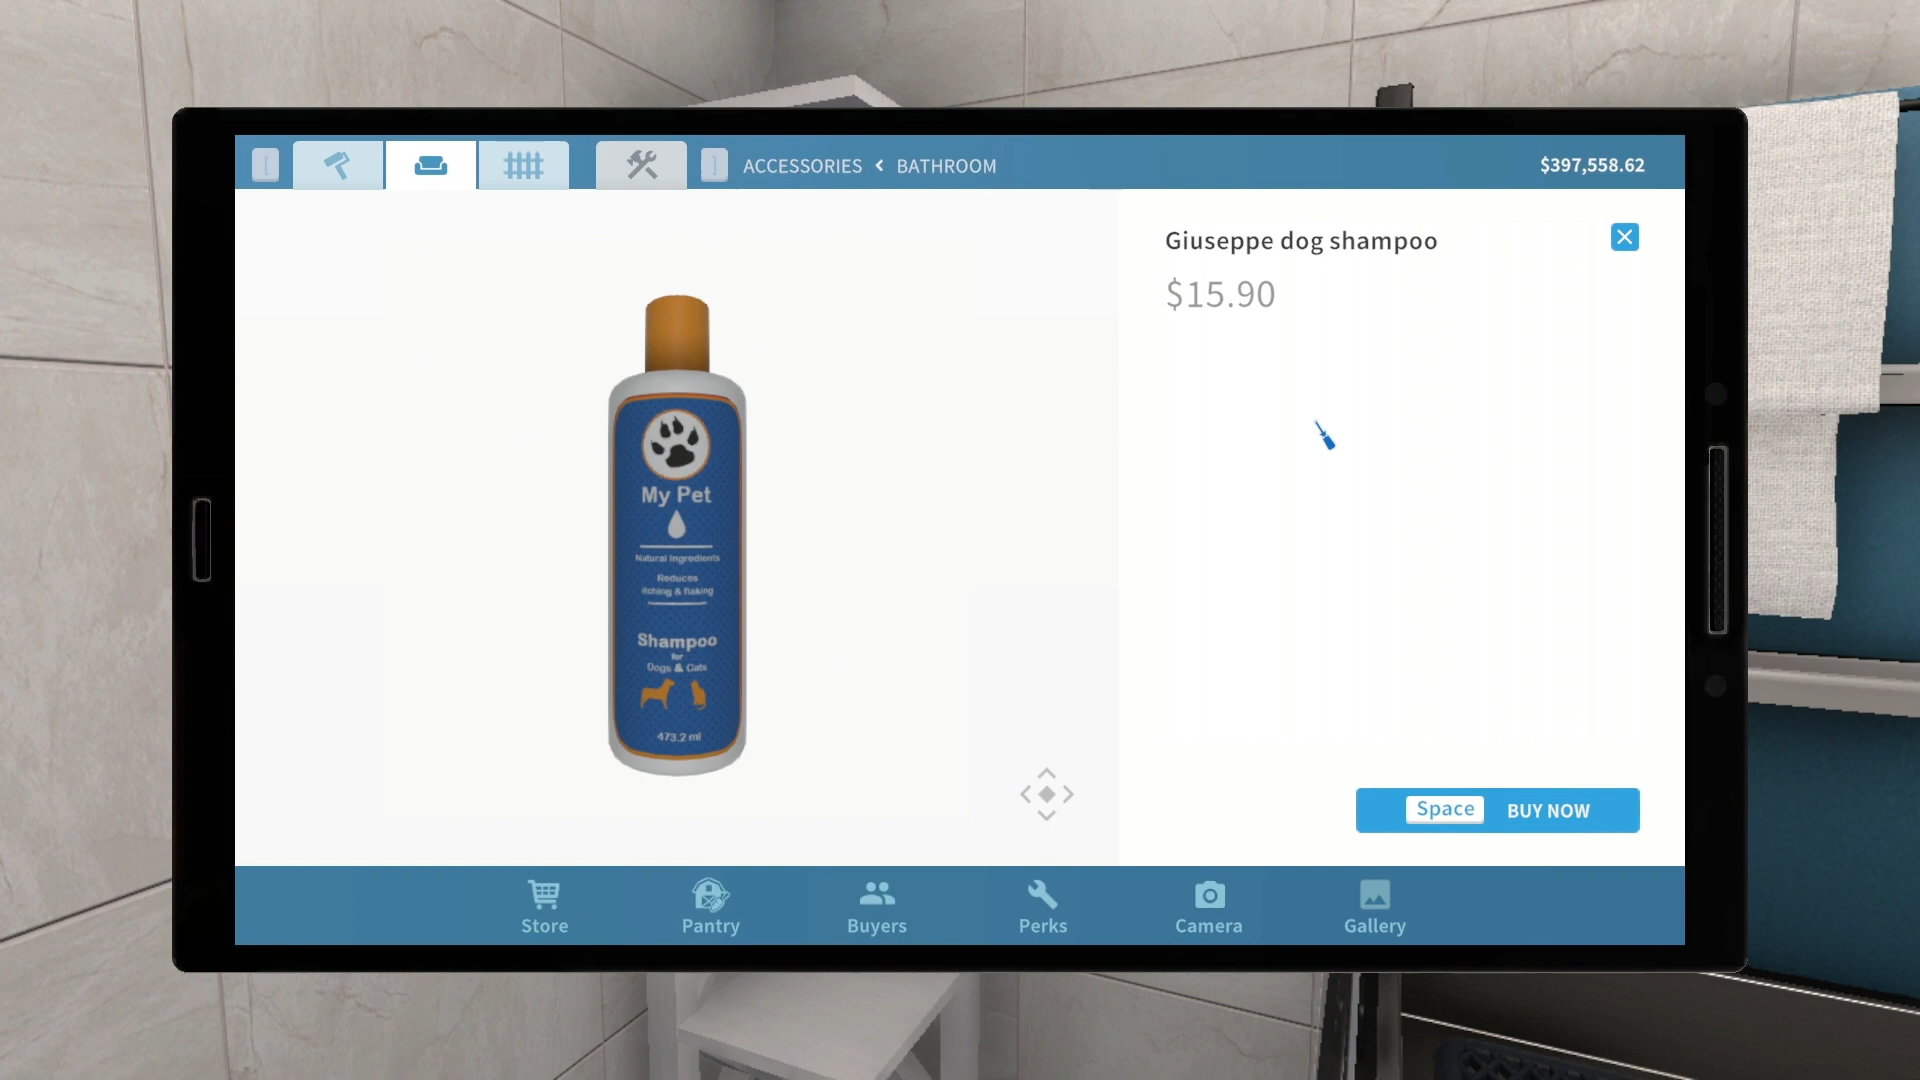 [
]
ACCESSORIES < BATHROOM
$397,558.62
Giuseppe dog shampoo
$15.90
My Pet
Natural Ingredients
Reduces
itching & flaking
Shampoo
for
Dogs & Cats
473.2 ml
Space BUY NOW
Store
Pantry
Buyers
Perks
Camera
Gallery